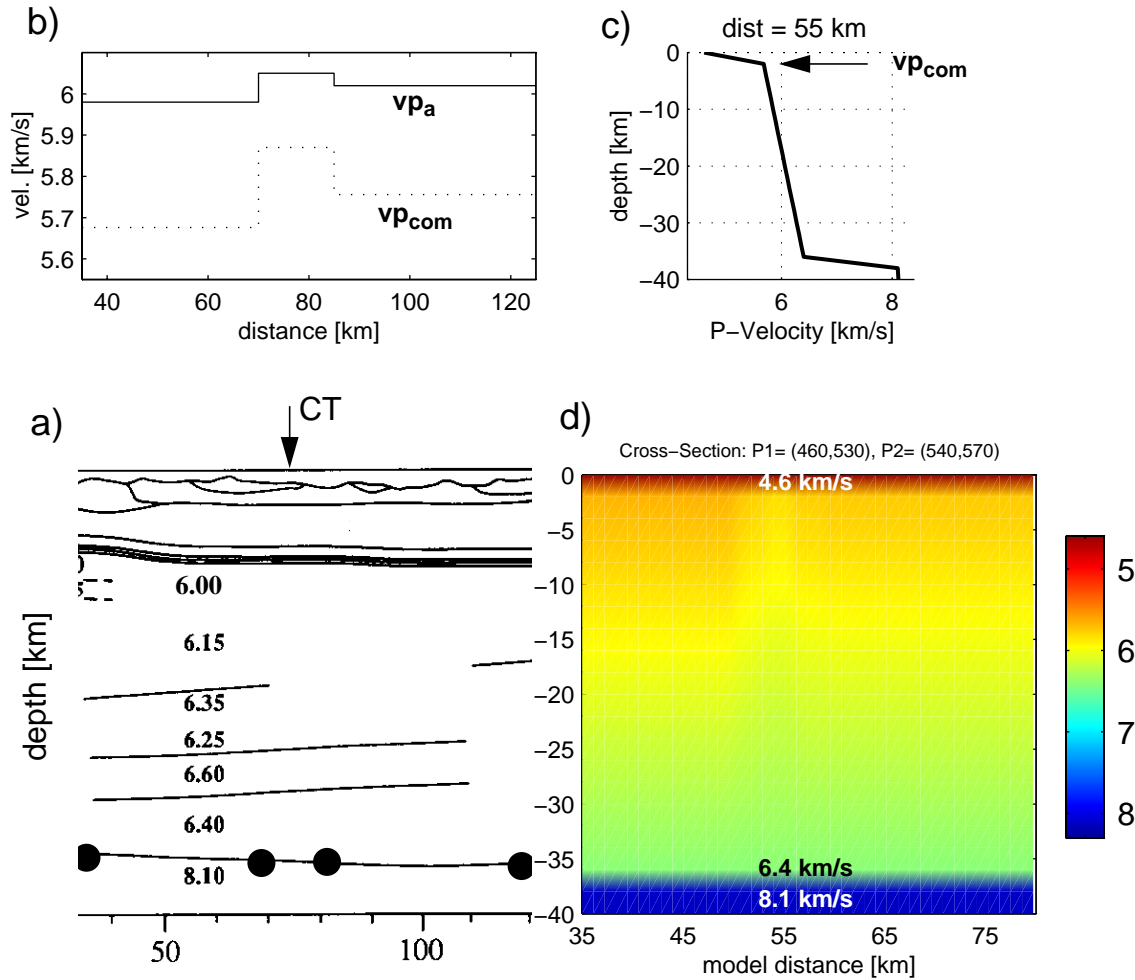 b)
6
5.9
5.8
5.7
5.6
vel. [km/s]
vp_a
vp_com
40
60
80
100
120
distance [km]
c)
dist = 55 km
0
−10
−20
−30
−40
depth [km]
vp_com
6
8
P−Velocity [km/s]
a)
CT
6.00
6.15
6.35
6.25
6.60
6.40
8.10
depth [km]
50
100
d)
Cross−Section: P1= (460,530), P2= (540,570)
0
−5
−10
−15
−20
−25
−30
−35
−40
4.6 km/s
6.4 km/s
8.1 km/s
35
45
55
65
75
model distance [km]
5
6
7
8